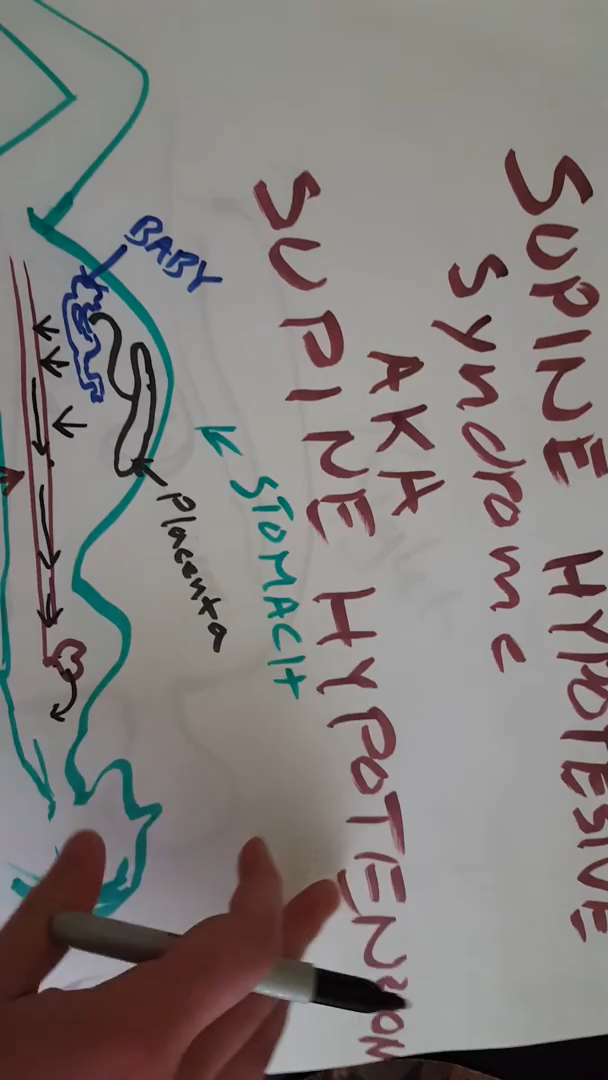 SUPINE HYPOTESIVE
Syndrome
AKA
SUPINE HYPOTENSION
STOMACH
BABY
Placenta